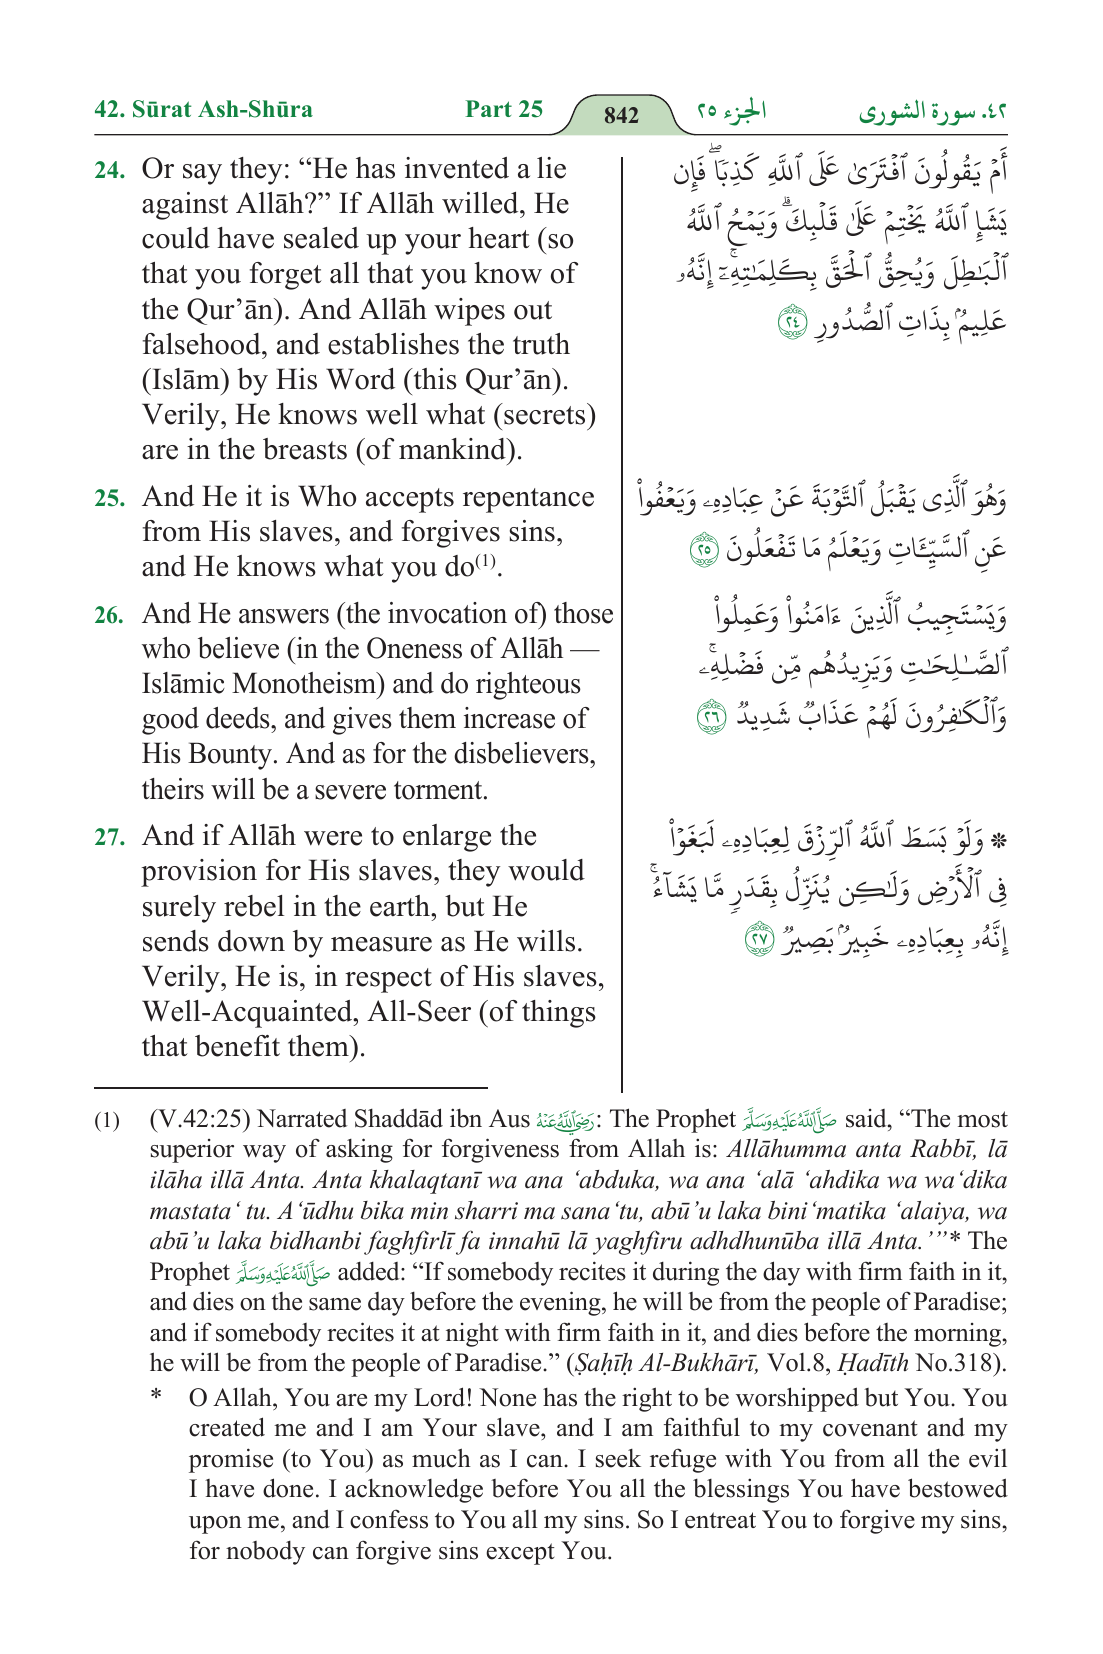 42. Sūrat Ash-Shūra Part 25 842 الجزء ٢٥ ٤٢. سورة الشورى
24. Or say they: “He has invented a lie
against Allāh?” If Allāh willed, He
could have sealed up your heart (so
that you forget all that you know of
the Qur’ān). And Allāh wipes out
falsehood, and establishes the truth
(Islām) by His Word (this Qur’ān).
Verily, He knows well what (secrets)
are in the breasts (of mankind).
25. And He it is Who accepts repentance
from His slaves, and forgives sins,
and He knows what you do(1).
26. And He answers (the invocation of) those
who believe (in the Oneness of Allāh —
Islāmic Monotheism) and do righteous
good deeds, and gives them increase of
His Bounty. And as for the disbelievers,
theirs will be a severe torment.
27. And if Allāh were to enlarge the
provision for His slaves, they would
surely rebel in the earth, but He
sends down by measure as He wills.
Verily, He is, in respect of His slaves,
Well-Acquainted, All-Seer (of things
that benefit them).
أَمۡ يَقُولُونَ ٱفۡتَرَىٰ عَلَى ٱللَّهِ كَذِبٗاۖ فَإِن
يَشَإِ ٱللَّهُ يَخۡتِمۡ عَلَىٰ قَلۡبِكَۗ وَيَمۡحُ ٱللَّهُ
ٱلۡبَٰطِلَ وَيُحِقُّ ٱلۡحَقَّ بِكَلِمَٰتِهِۦٓۚ إِنَّهُۥ
عَلِيمُۢ بِذَاتِ ٱلصُّدُورِ ٢٤
وَهُوَ ٱلَّذِي يَقۡبَلُ ٱلتَّوۡبَةَ عَنۡ عِبَادِهِۦ وَيَعۡفُواْ
عَنِ ٱلسَّيِّـَٔاتِ وَيَعۡلَمُ مَا تَفۡعَلُونَ ٢٥
وَيَسۡتَجِيبُ ٱلَّذِينَ ءَامَنُواْ وَعَمِلُواْ
ٱلصَّٰلِحَٰتِ وَيَزِيدُهُم مِّن فَضۡلِهِۦۚ
وَٱلۡكَٰفِرُونَ لَهُمۡ عَذَابٞ شَدِيدٞ ٢٦
* وَلَوۡ بَسَطَ ٱللَّهُ ٱلرِّزۡقَ لِعِبَادِهِۦ لَبَغَوۡاْ
فِي ٱلۡأَرۡضِ وَلَٰكِن يُنَزِّلُ بِقَدَرٖ مَّا يَشَآءُۚ
إِنَّهُۥ بِعِبَادِهِۦ خَبِيرُۢ بَصِيرٞ ٢٧
(1) (V.42:25) Narrated Shaddād ibn Aus رَضِيَ اللَّهُ عَنْهُ: The Prophet صَلَّى اللَّهُ عَلَيْهِ وَسَلَّمَ said, “The most
superior way of asking for forgiveness from Allah is: Allāhumma anta Rabbī, lā
ilāha illā Anta. Anta khalaqtanī wa ana ‘abduka, wa ana ‘alā ‘ahdika wa wa‘dika
mastata‘ tu. A‘ūdhu bika min sharri ma sana‘tu, abū’u laka bini‘matika ‘alaiya, wa
abū’u laka bidhanbi faghfirlī fa innahū lā yaghfiru adhdhunūba illā Anta.’”* The
Prophet صَلَّى اللَّهُ عَلَيْهِ وَسَلَّمَ added: “If somebody recites it during the day with firm faith in it,
and dies on the same day before the evening, he will be from the people of Paradise;
and if somebody recites it at night with firm faith in it, and dies before the morning,
he will be from the people of Paradise.” (Ṣaḥīḥ Al-Bukhārī, Vol.8, Ḥadīth No.318).
* O Allah, You are my Lord! None has the right to be worshipped but You. You
created me and I am Your slave, and I am faithful to my covenant and my
promise (to You) as much as I can. I seek refuge with You from all the evil
I have done. I acknowledge before You all the blessings You have bestowed
upon me, and I confess to You all my sins. So I entreat You to forgive my sins,
for nobody can forgive sins except You.